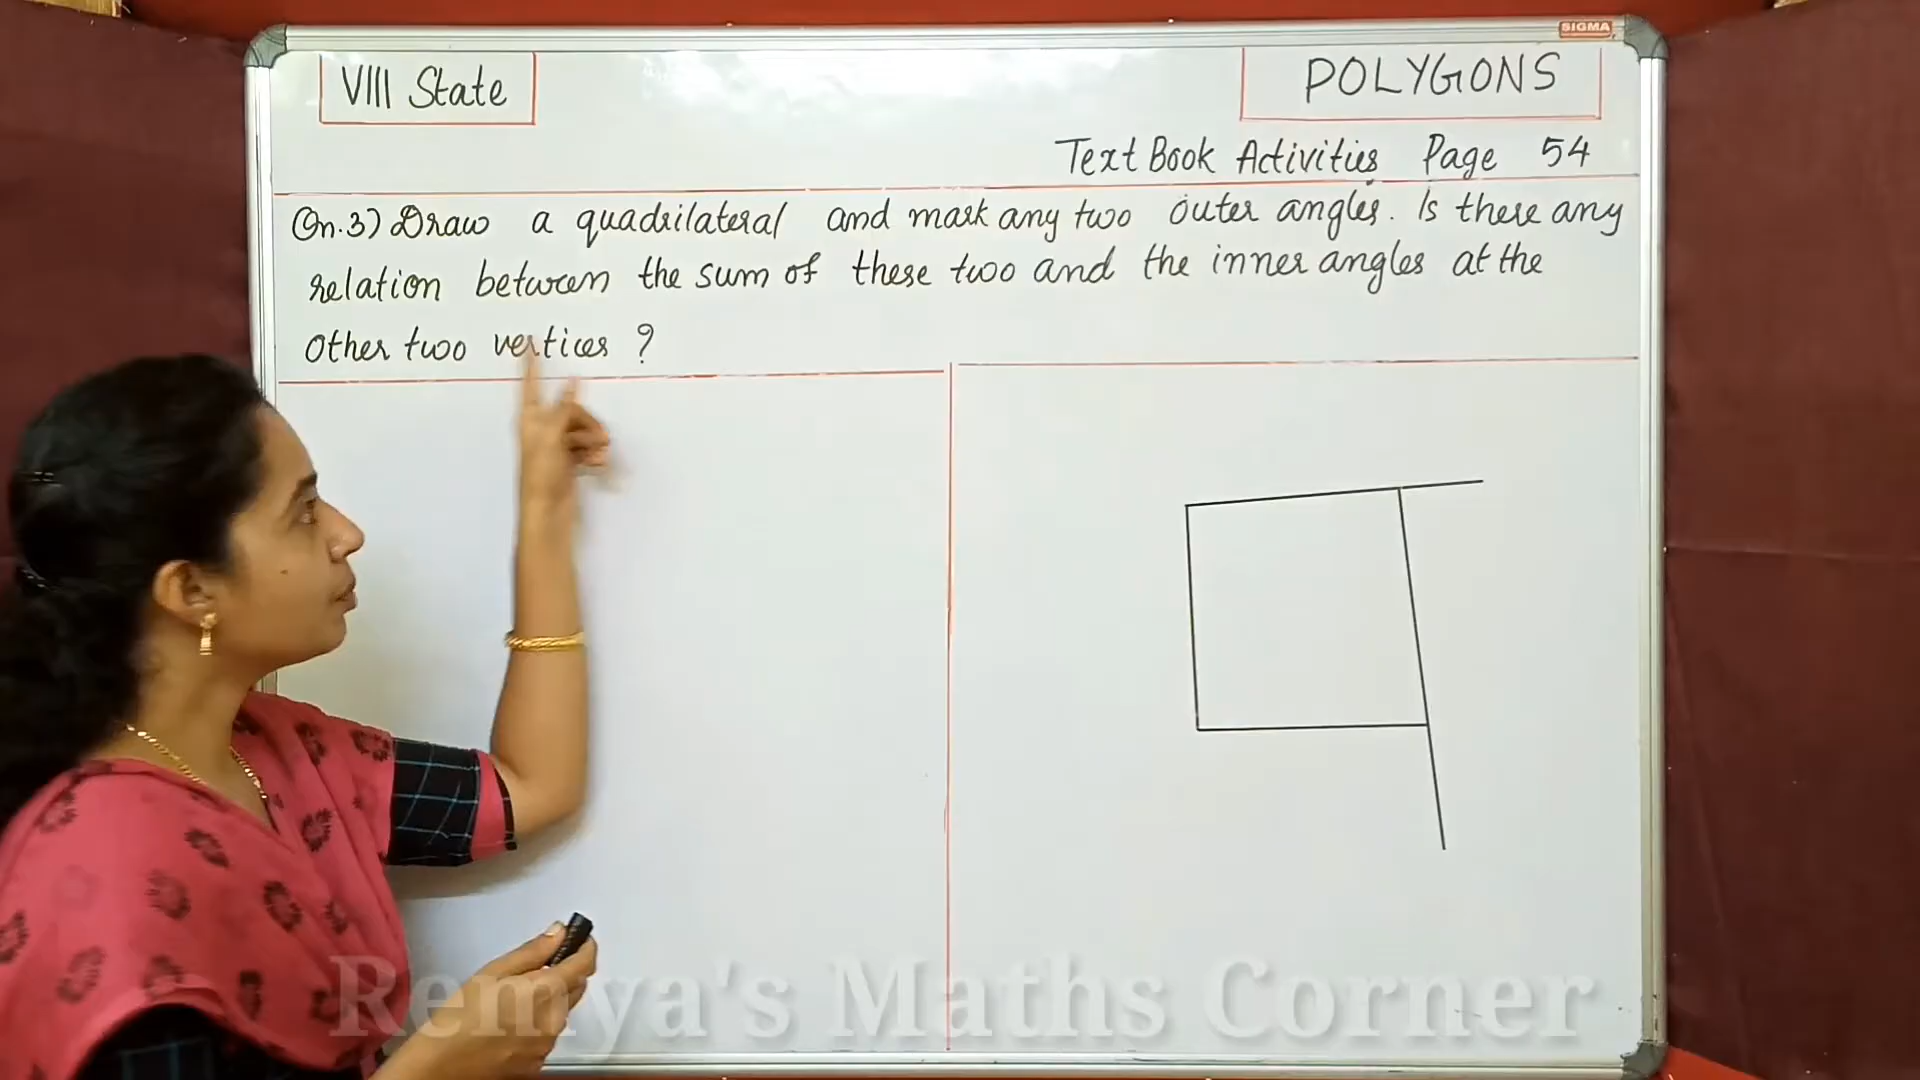 SIGMA
VIII State
POLYGONS
Text Book Activities Page 54
Qn.3) Draw a quadrilateral and mark any two outer angles. Is there any
relation between the sum of these two and the inner angles at the
other two vertices ?
Remya's Maths Corner